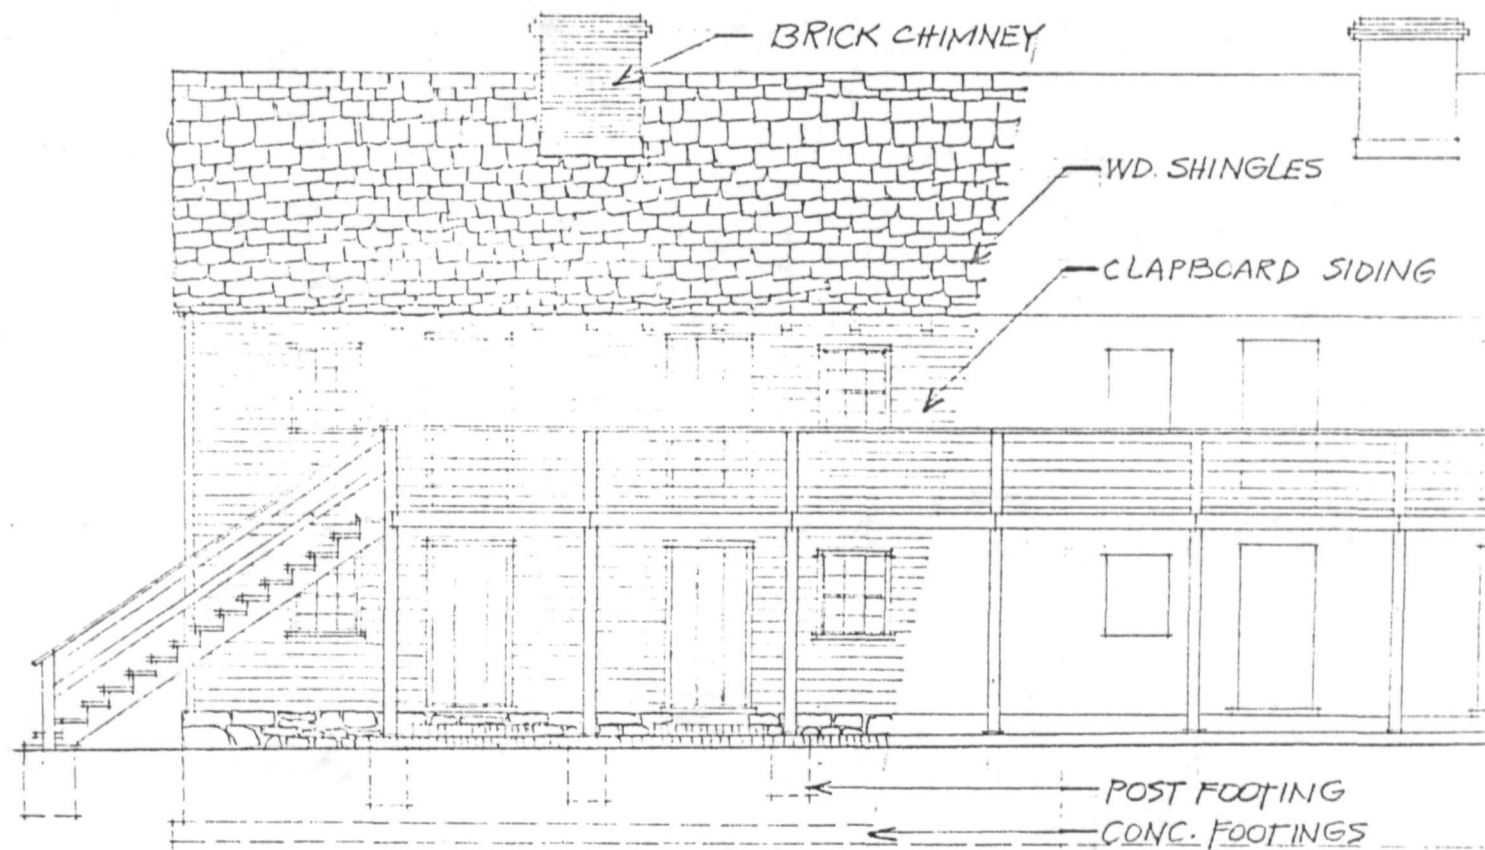 BRICK CHIMNEY
WD. SHINGLES
CLAPBOARD SIDING
POST FOOTING
CONC. FOOTINGS